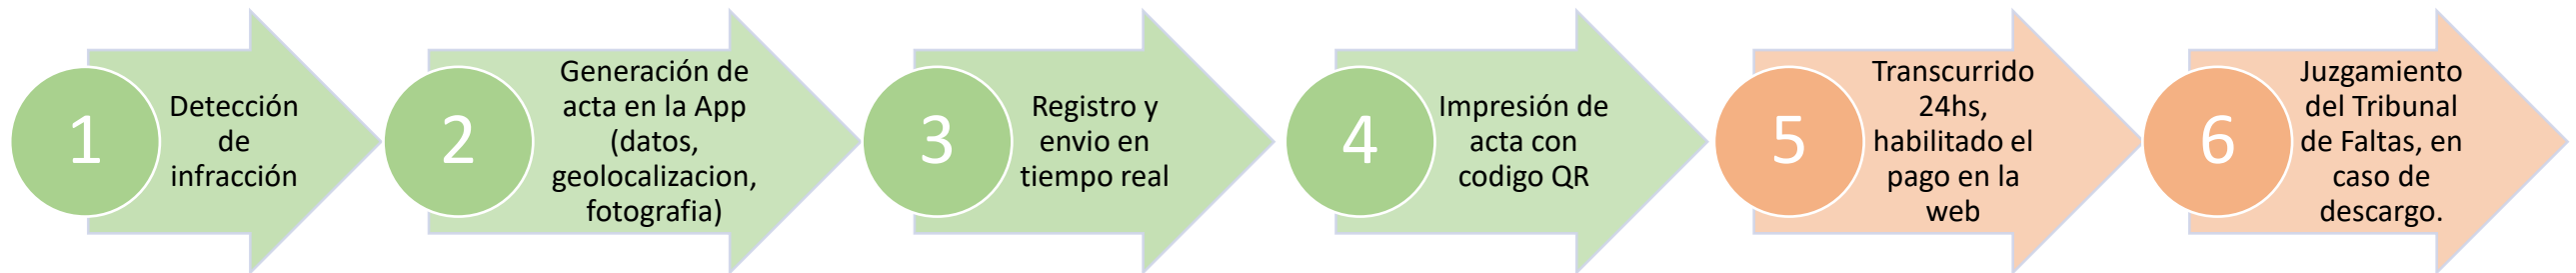 1
Detección
de
infracción
2
Generación de
acta en la App
(datos,
geolocalizacion,
fotografia)
3
Registro y
envio en
tiempo real
4
Impresión de
acta con
codigo QR
5
Transcurrido
24hs,
habilitado el
pago en la
web
6
Juzgamiento
del Tribunal
de Faltas, en
caso de
descargo.